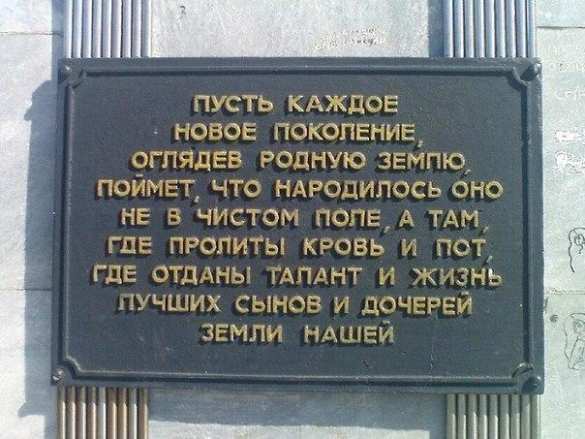 ПУСТЬ КАЖДОЕ
НОВОЕ ПОКОЛЕНИЕ,
ОГЛЯДЕВ РОДНУЮ ЗЕМЛЮ,
ПОЙМЕТ, ЧТО НАРОДИЛОСЬ ОНО
НЕ В ЧИСТОМ ПОЛЕ, А ТАМ,
ГДЕ ПРОЛИТЫ КРОВЬ И ПОТ,
ГДЕ ОТДАНЫ ТАЛАНТ И ЖИЗНЬ
ЛУЧШИХ СЫНОВ И ДОЧЕРЕЙ
ЗЕМЛИ НАШЕЙ